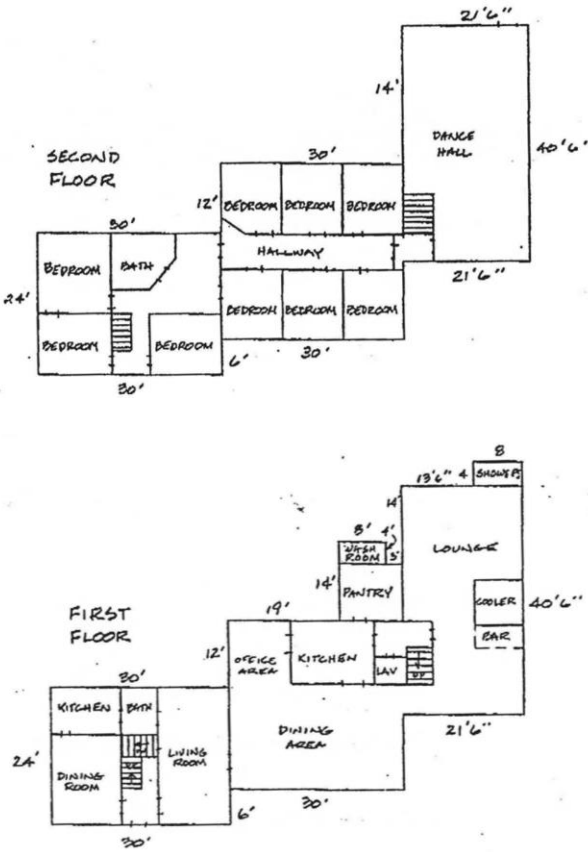 21'6"
14'
DANCE
HALL
40'6"
SECOND
FLOOR
30'
12'
BEDROOM
BEDROOM
BEDROOM
30'
HALLWAY
BEDROOM
BATH
21'6"
24'
BEDROOM
BEDROOM
BEDROOM
BEDROOM
BEDROOM
30'
6'
30'
8
13'6"
4
SHOWERS
14'
LOUNGE
8'
4'
WASH
ROOM
3'
14'
PANTRY
COOLER
40'6"
FIRST
FLOOR
19'
BAR
12'
OFFICE
AREA
KITCHEN
LAV
UP
30'
KITCHEN
BATH
21'6"
DINING
AREA
24'
LIVING
ROOM
DINING
ROOM
30'
6'
30'